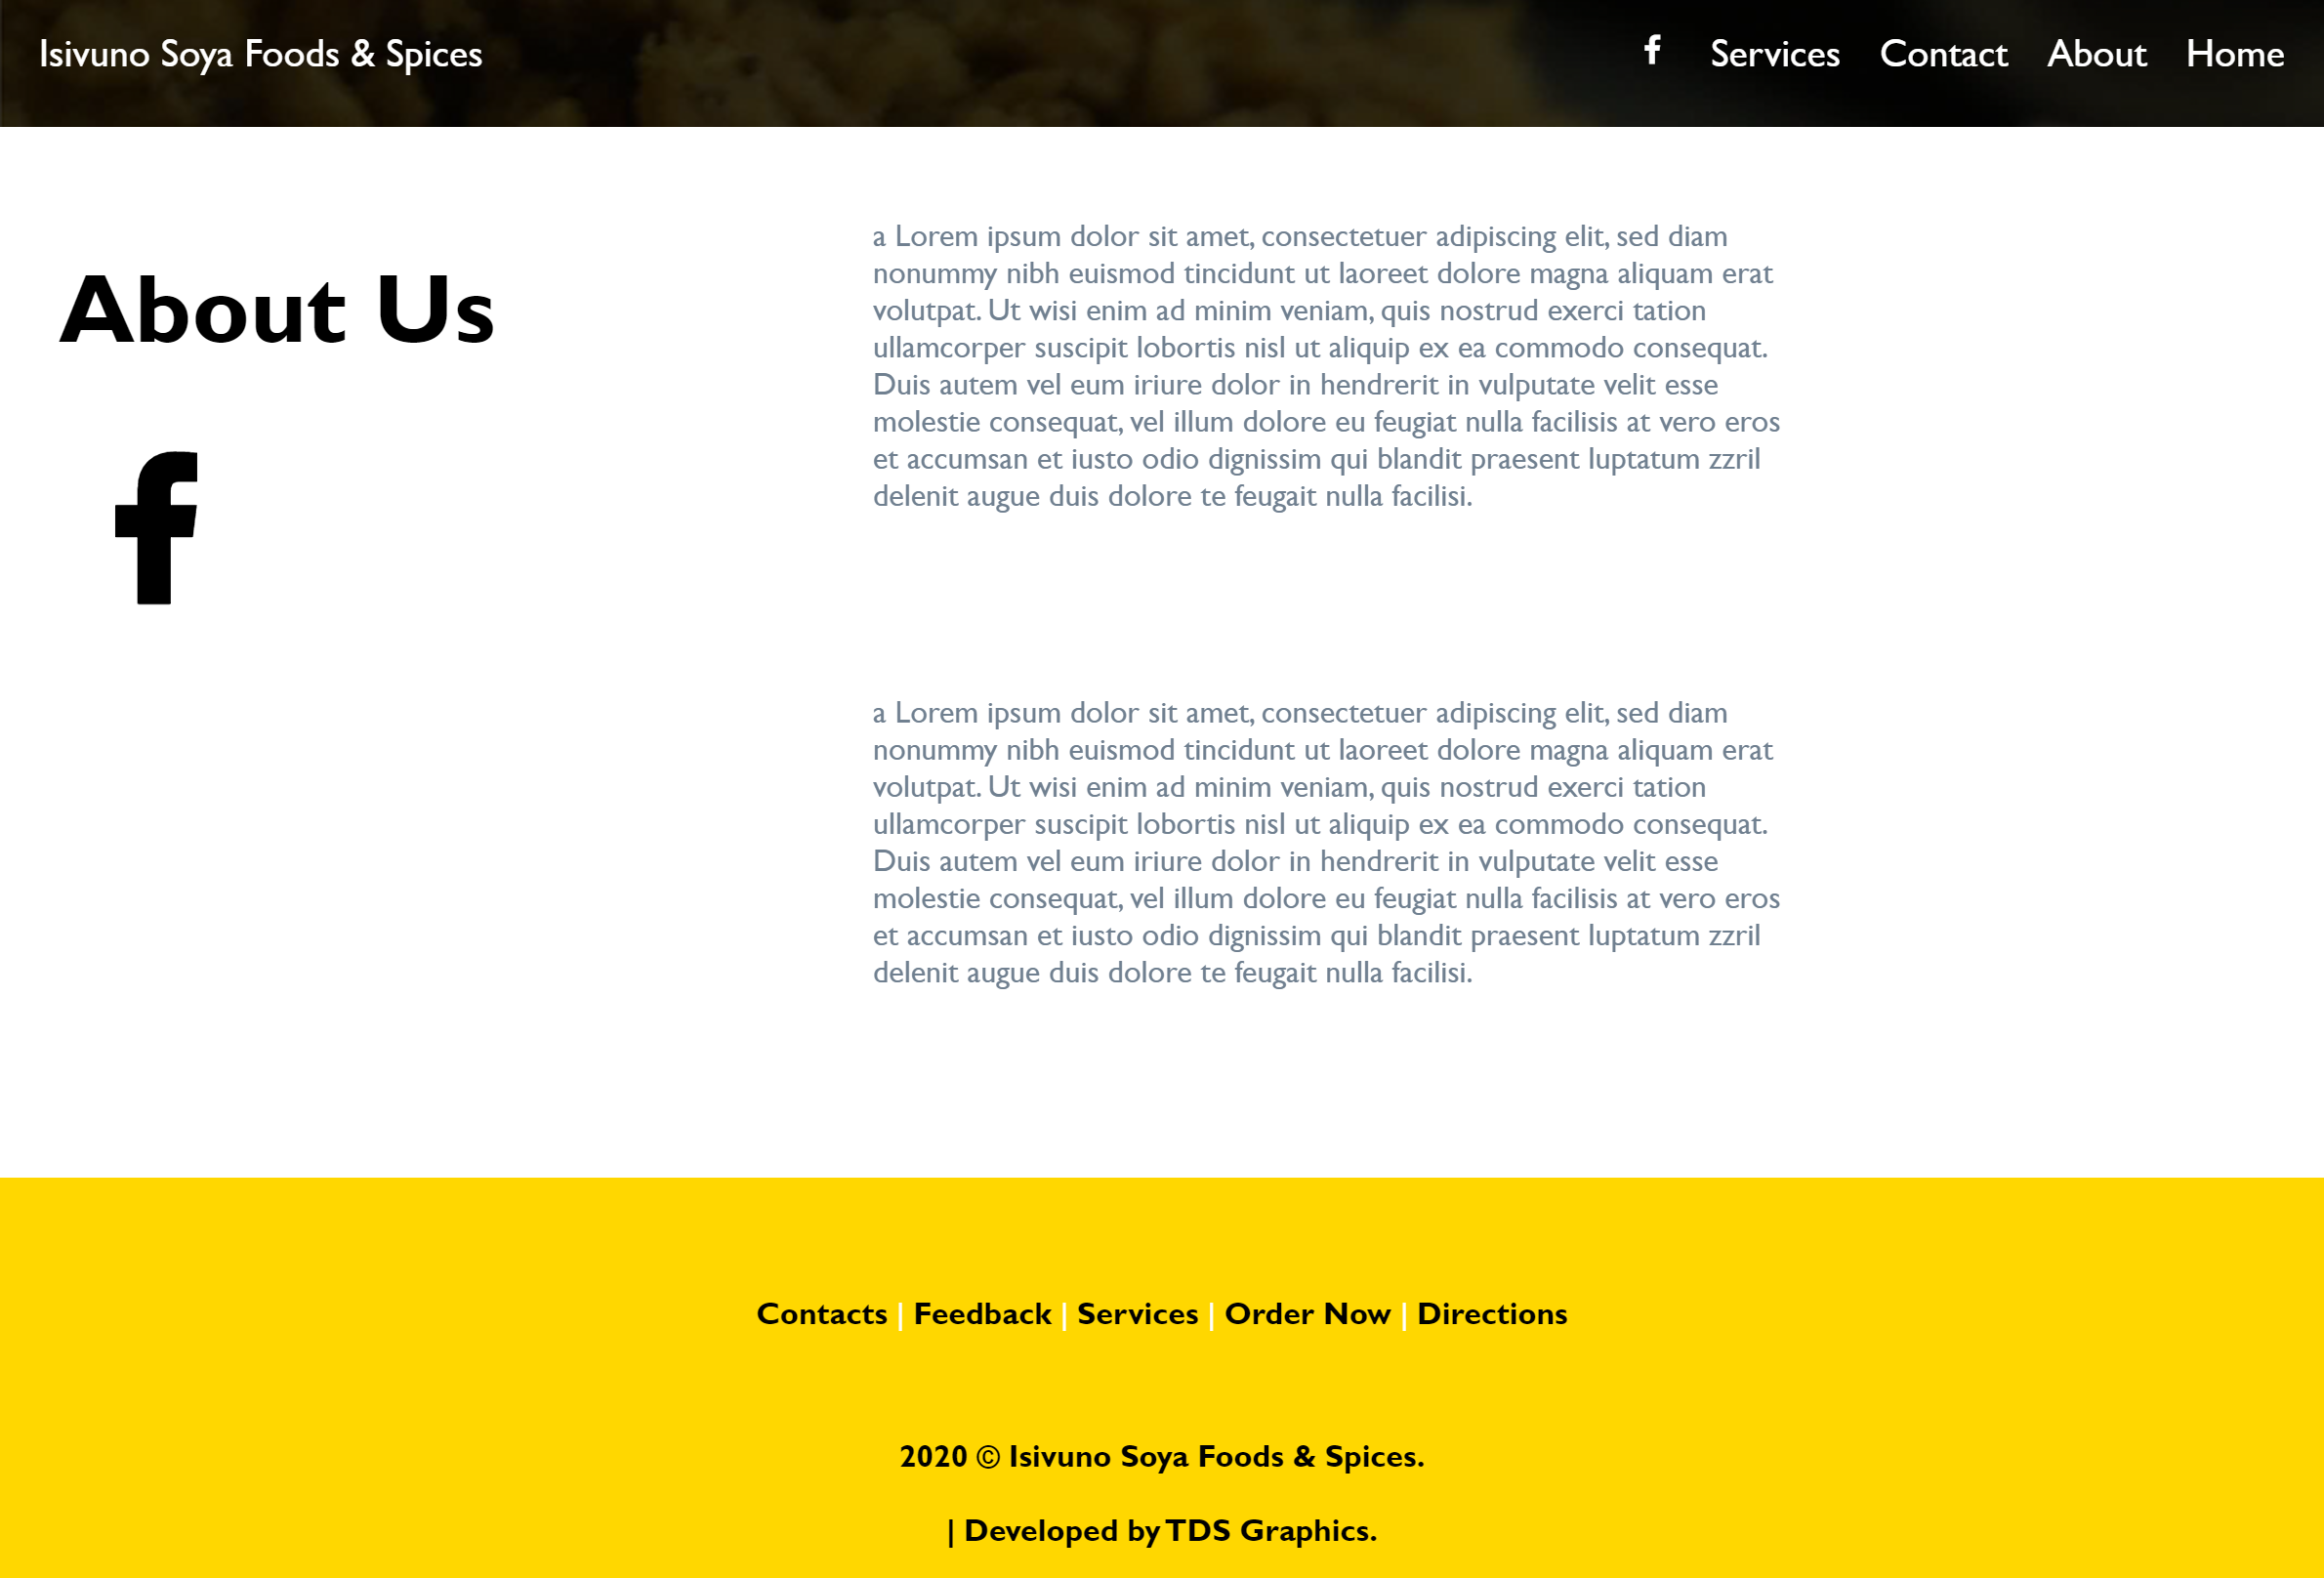 Isivuno Soya Foods & Spices
Services Contact About Home
About Us
a Lorem ipsum dolor sit amet, consectetuer adipiscing elit, sed diam
nonummy nibh euismod tincidunt ut laoreet dolore magna aliquam erat
volutpat. Ut wisi enim ad minim veniam, quis nostrud exerci tation
ullamcorper suscipit lobortis nisl ut aliquip ex ea commodo consequat.
Duis autem vel eum iriure dolor in hendrerit in vulputate velit esse
molestie consequat, vel illum dolore eu feugiat nulla facilisis at vero eros
et accumsan et iusto odio dignissim qui blandit praesent luptatum zzril
delenit augue duis dolore te feugait nulla facilisi.
a Lorem ipsum dolor sit amet, consectetuer adipiscing elit, sed diam
nonummy nibh euismod tincidunt ut laoreet dolore magna aliquam erat
volutpat. Ut wisi enim ad minim veniam, quis nostrud exerci tation
ullamcorper suscipit lobortis nisl ut aliquip ex ea commodo consequat.
Duis autem vel eum iriure dolor in hendrerit in vulputate velit esse
molestie consequat, vel illum dolore eu feugiat nulla facilisis at vero eros
et accumsan et iusto odio dignissim qui blandit praesent luptatum zzril
delenit augue duis dolore te feugait nulla facilisi.
Contacts | Feedback | Services | Order Now | Directions
2020 © Isivuno Soya Foods & Spices.
| Developed by TDS Graphics.